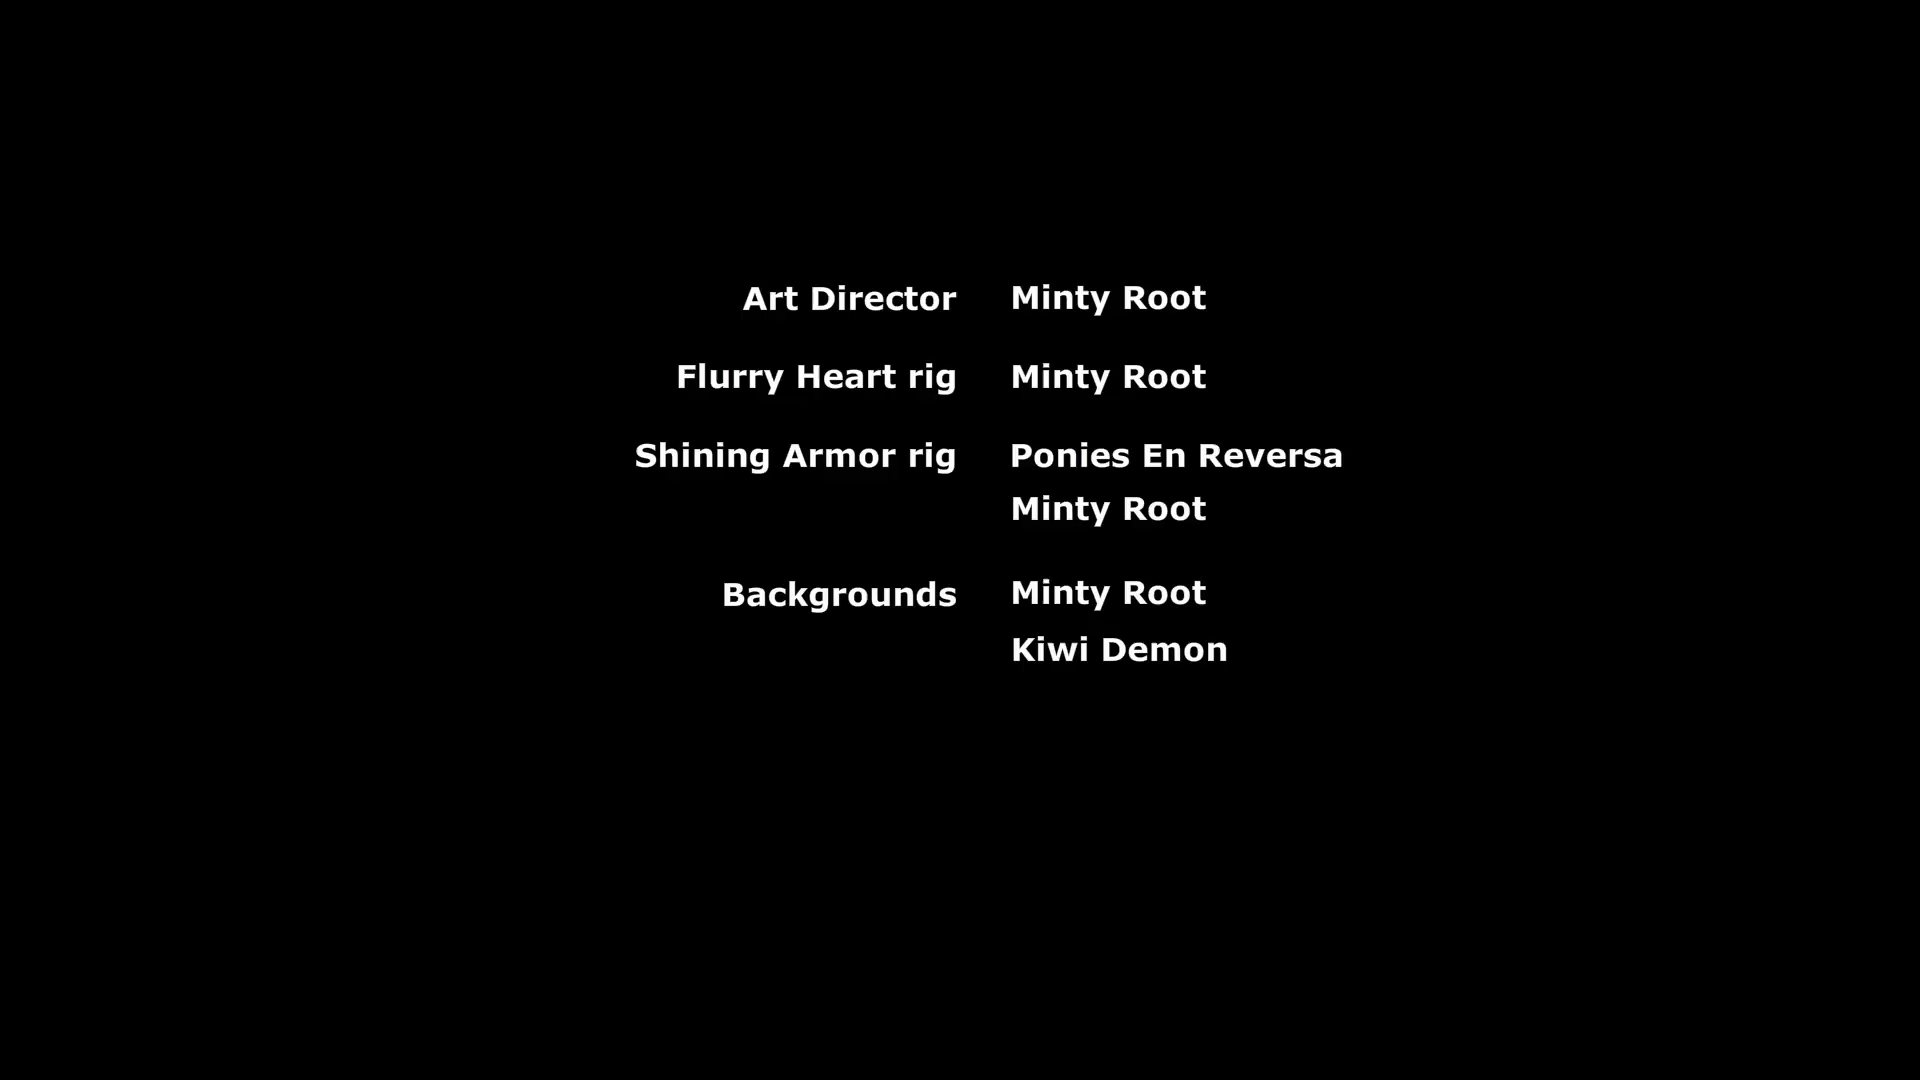 Art Director Minty Root
Flurry Heart rig Minty Root
Shining Armor rig Ponies En Reversa
Minty Root
Backgrounds Minty Root
Kiwi Demon